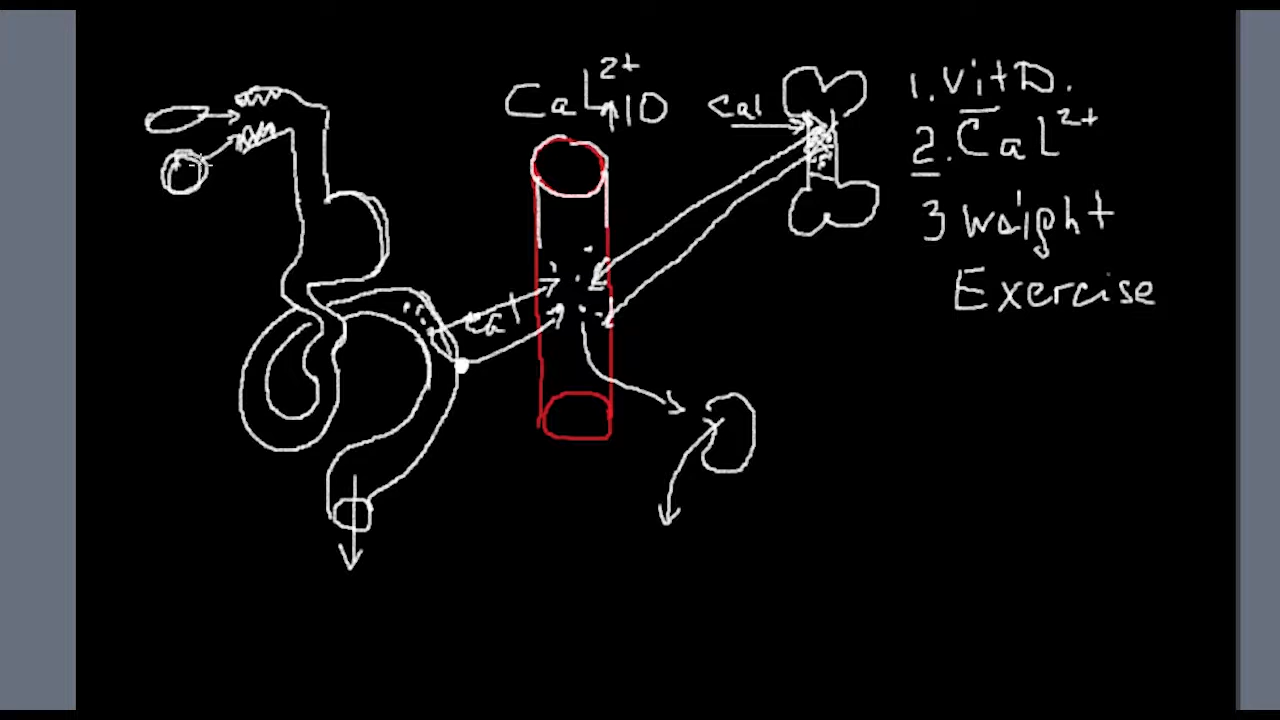 CaL²⁺ ↑10
Cal
1. Vit D.
2. CaL²⁺
3 weight
Exercise
Cal